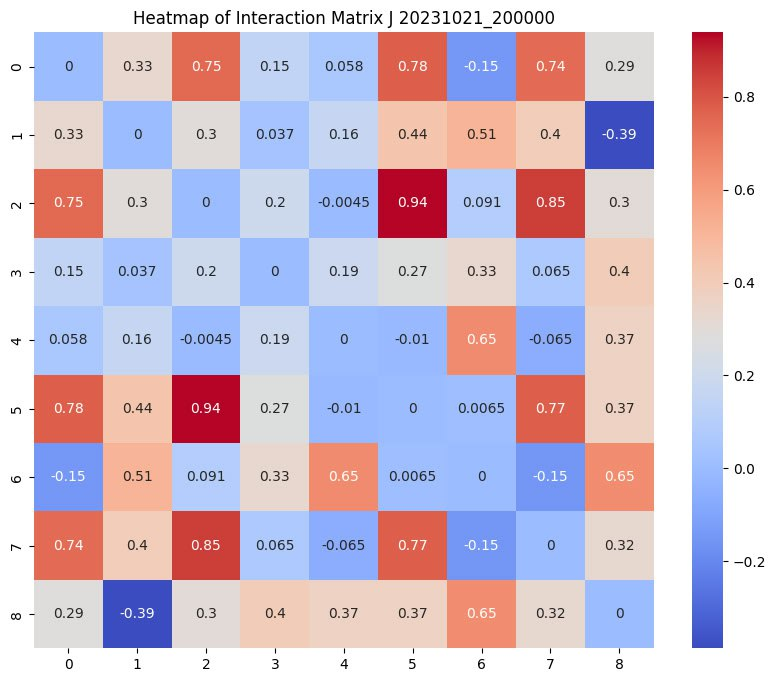 Heatmap of Interaction Matrix J 20231021_200000
0 0 0.33 0.75 0.15 0.058 0.78 -0.15 0.74 0.29
1 0.33 0 0.3 0.037 0.16 0.44 0.51 0.4 -0.39
2 0.75 0.3 0 0.2 -0.0045 0.94 0.091 0.85 0.3
3 0.15 0.037 0.2 0 0.19 0.27 0.33 0.065 0.4
4 0.058 0.16 -0.0045 0.19 0 -0.01 0.65 -0.065 0.37
5 0.78 0.44 0.94 0.27 -0.01 0 0.0065 0.77 0.37
6 -0.15 0.51 0.091 0.33 0.65 0.0065 0 -0.15 0.65
7 0.74 0.4 0.85 0.065 -0.065 0.77 -0.15 0 0.32
8 0.29 -0.39 0.3 0.4 0.37 0.37 0.65 0.32 0
0 1 2 3 4 5 6 7 8
0.8
0.6
0.4
0.2
0.0
-0.2